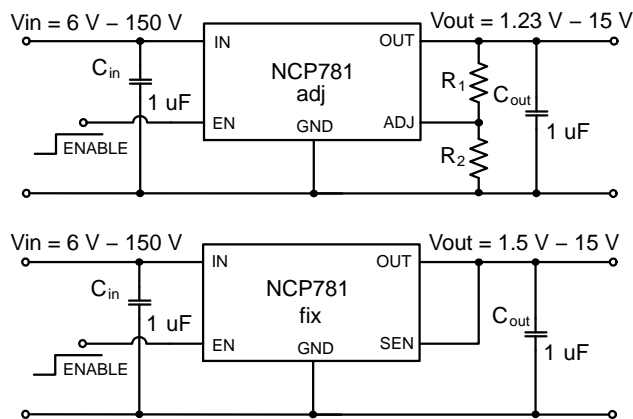 Vin = 6 V – 150 V
Vout = 1.23 V – 15 V
IN
OUT
Cin
NCP781
adj
R1
Cout
1 uF
1 uF
EN
GND
ADJ
ENABLE
R2
Vin = 6 V – 150 V
Vout = 1.5 V – 15 V
IN
OUT
Cin
NCP781
fix
Cout
1 uF
1 uF
EN
GND
SEN
ENABLE